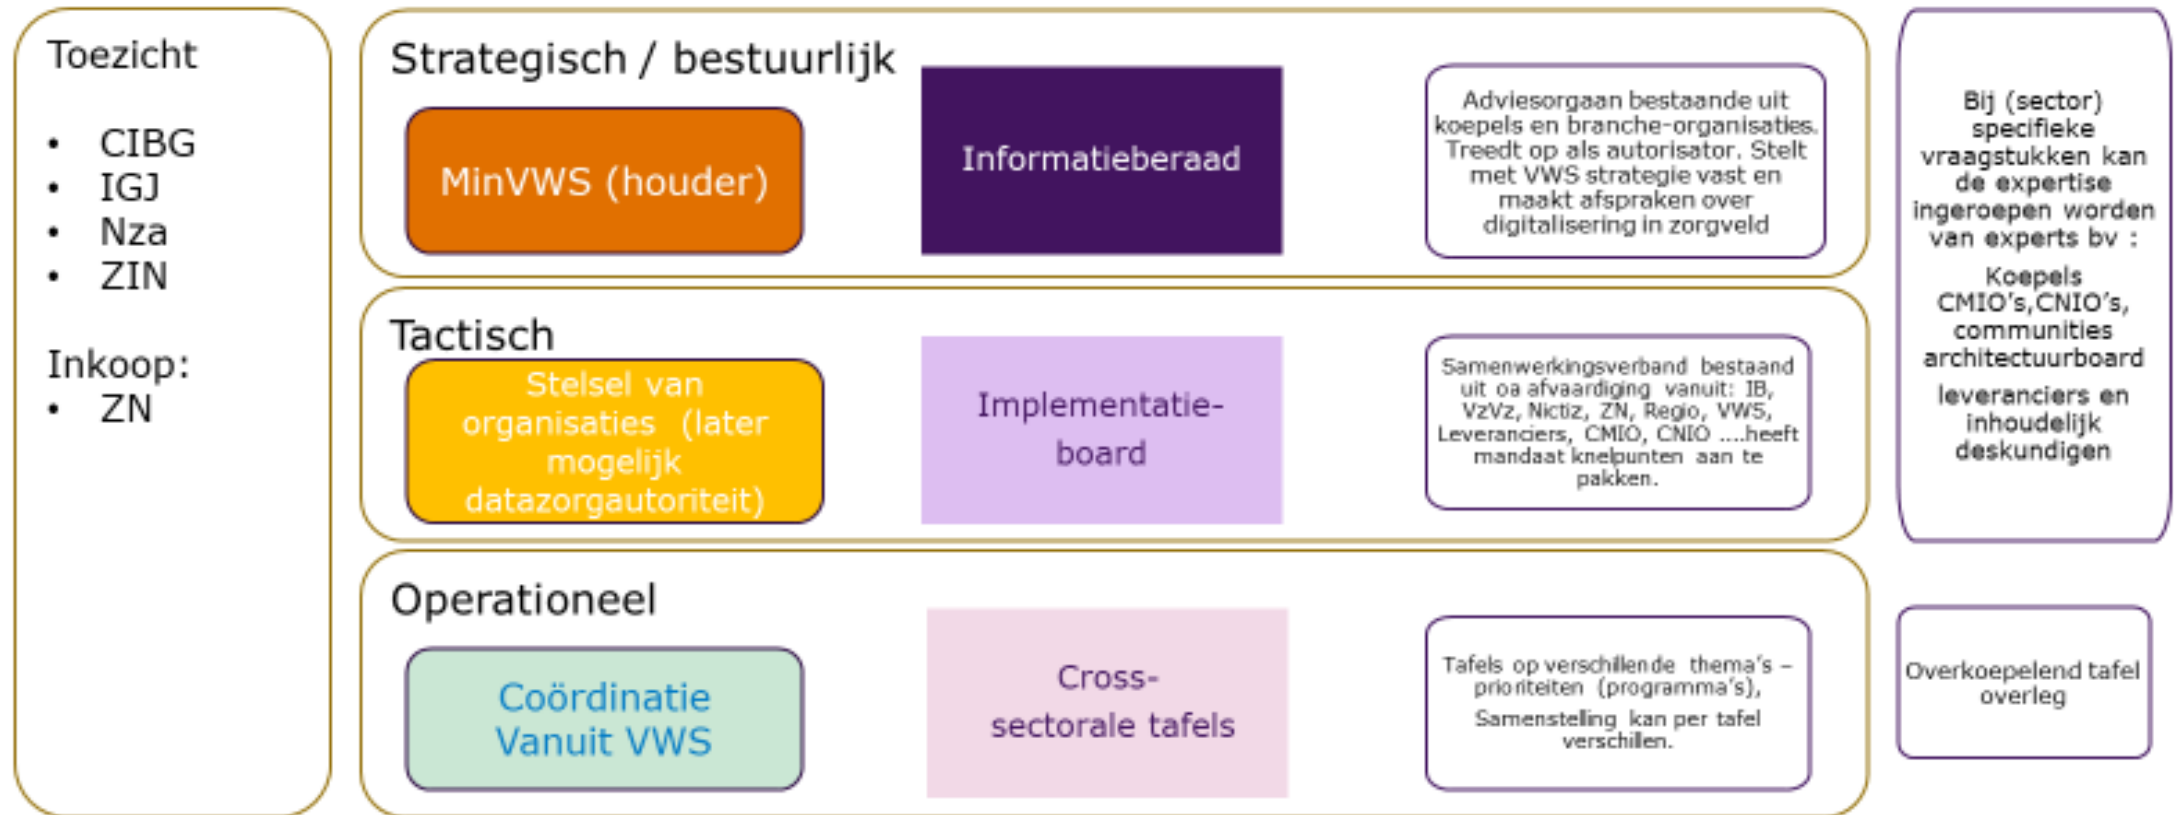 Toezicht
• CIBG
• IGJ
• Nza
• ZIN
Inkoop:
• ZN
Strategisch / bestuurlijk
MinVWS (houder)
Informatieberaad
Adviesorgaan bestaande uit
koepels en branche-organisaties.
Treedt op als autorisator. Stelt
met VWS strategie vast en
maakt afspraken over
digitalisering in zorgveld
Tactisch
Stelsel van
organisaties (later
mogelijk
datazorgautoriteit)
Implementatie-
board
Samenwerkingsverband bestaand
uit oa afvaardiging vanuit: IB,
VzVz, Nictiz, ZN, Regio, VWS,
Leveranciers, CMIO, CNIO ....heeft
mandaat knelpunten aan te
pakken.
Operationeel
Coördinatie
Vanuit VWS
Cross-
sectorale tafels
Tafels op verschillende thema's –
prioriteiten (programma's),
Samenstelling kan per tafel
verschillen.
Bij (sector)
specifieke
vraagstukken kan
de expertise
ingeroepen worden
van experts bv :
Koepels
CMIO's,CNIO's,
communities
architectuurboard
leveranciers en
inhoudelijk
deskundigen
Overkoepelend tafel
overleg